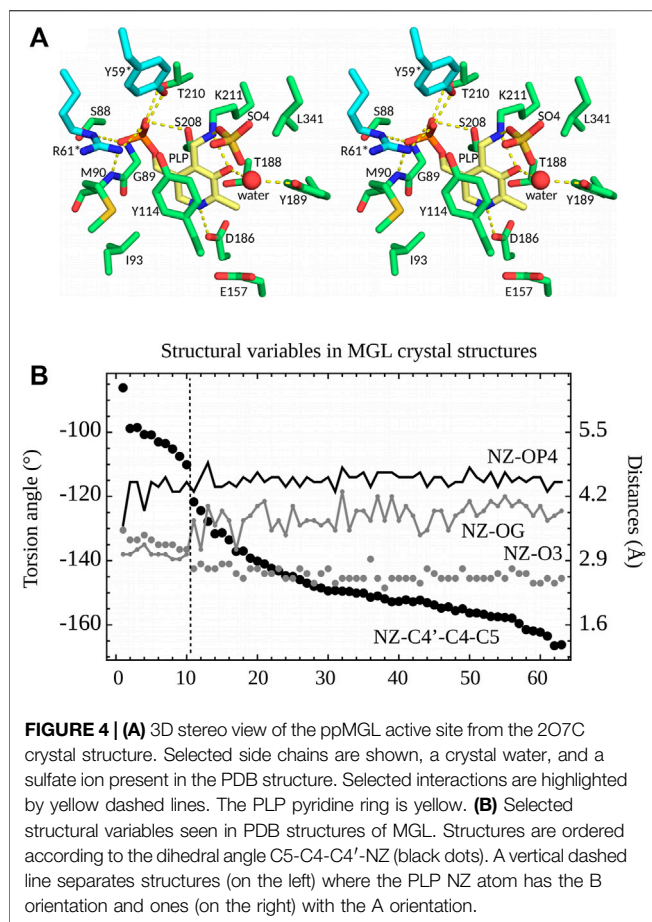 A
Y59*
T210
K211
SO4
L341
S88
S208
R61*
PLP
T188
M90
G89
water
Y189
Y114
D186
I93
E157
Y59*
T210
K211
SO4
L341
S88
S208
R61*
PLP
T188
M90
G89
water
Y189
Y114
D186
I93
E157
B
Structural variables in MGL crystal structures
Torsion angle (°)
-100
-120
-140
-160
5.5
4.2
2.9
1.6
Distances (Å)
NZ-OP4
NZ-OG
NZ-O3
NZ-C4’-C4-C5
0 10 20 30 40 50 60
FIGURE 4 | (A) 3D stereo view of the ppMGL active site from the 2O7C
crystal structure. Selected side chains are shown, a crystal water, and a
sulfate ion present in the PDB structure. Selected interactions are highlighted
by yellow dashed lines. The PLP pyridine ring is yellow. (B) Selected
structural variables seen in PDB structures of MGL. Structures are ordered
according to the dihedral angle C5-C4-C4′-NZ (black dots). A vertical dashed
line separates structures (on the left) where the PLP NZ atom has the B
orientation and ones (on the right) with the A orientation.